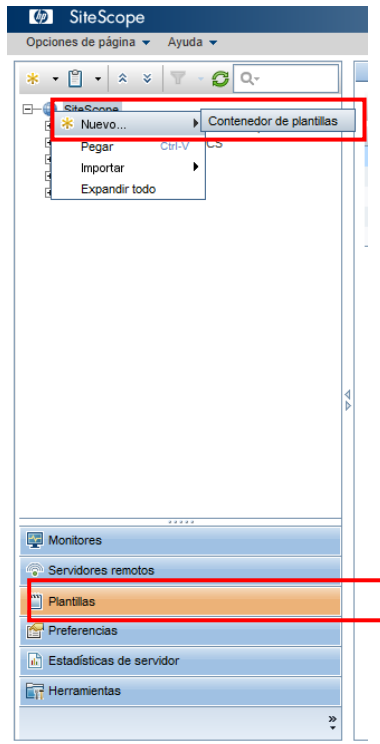 SiteScope
Opciones de página Ayuda
SiteScope
Nuevo... Contenedor de plantillas
Pegar Ctrl-V CS
Importar
Expandir todo
Monitores
Servidores remotos
Plantillas
Preferencias
Estadísticas de servidor
Herramientas